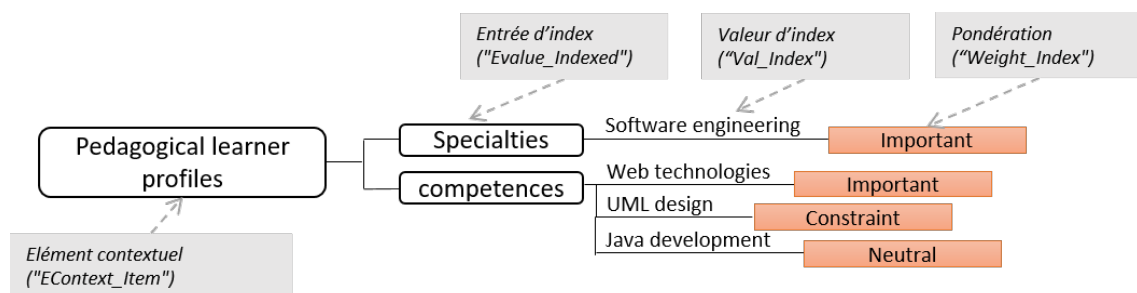 Entrée d’index
("Evalue_Indexed")
Valeur d’index
(“Val_Index")
Pondération
(“Weight_Index")
Pedagogical learner
profiles
Specialties
Software engineering
Important
competences
Web technologies
Important
UML design
Constraint
Java development
Neutral
Elément contextuel
("EContext_Item")